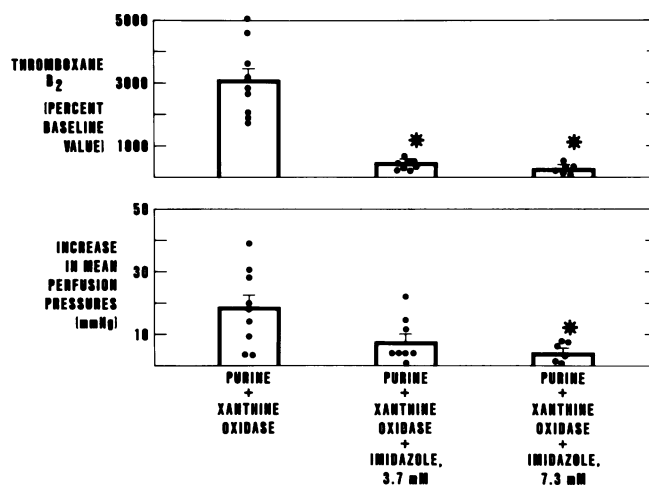 5000
THROMBOXANE
B2
(PERCENT
BASELINE
VALUE)
3000
1000
*
*
50
INCREASE
IN MEAN
PERFUSION
PRESSURES
(mmHg)
30
10
*
PURINE
+
XANTHINE
OXIDASE
PURINE
+
XANTHINE
OXIDASE
+
IMIDAZOLE,
3.7 mM
PURINE
+
XANTHINE
OXIDASE
+
IMIDAZOLE,
7.3 mM